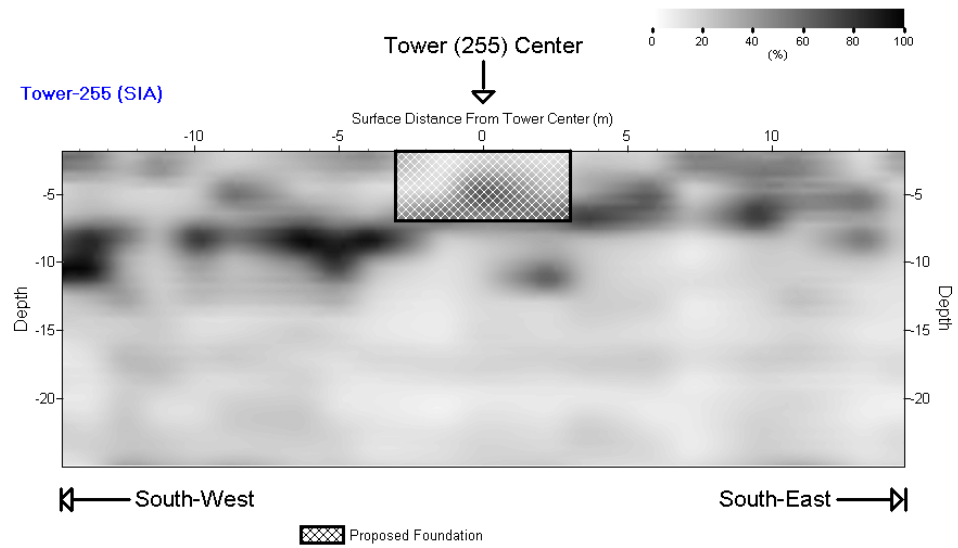 0 20 40 60 80 100
(%)
Tower (255) Center
Tower-255 (SIA)
Surface Distance From Tower Center (m)
-10 -5 0 5 10
-5 -5
-10 -10
-15 -15
-20 -20
Depth
Depth
South-West
South-East
Proposed Foundation